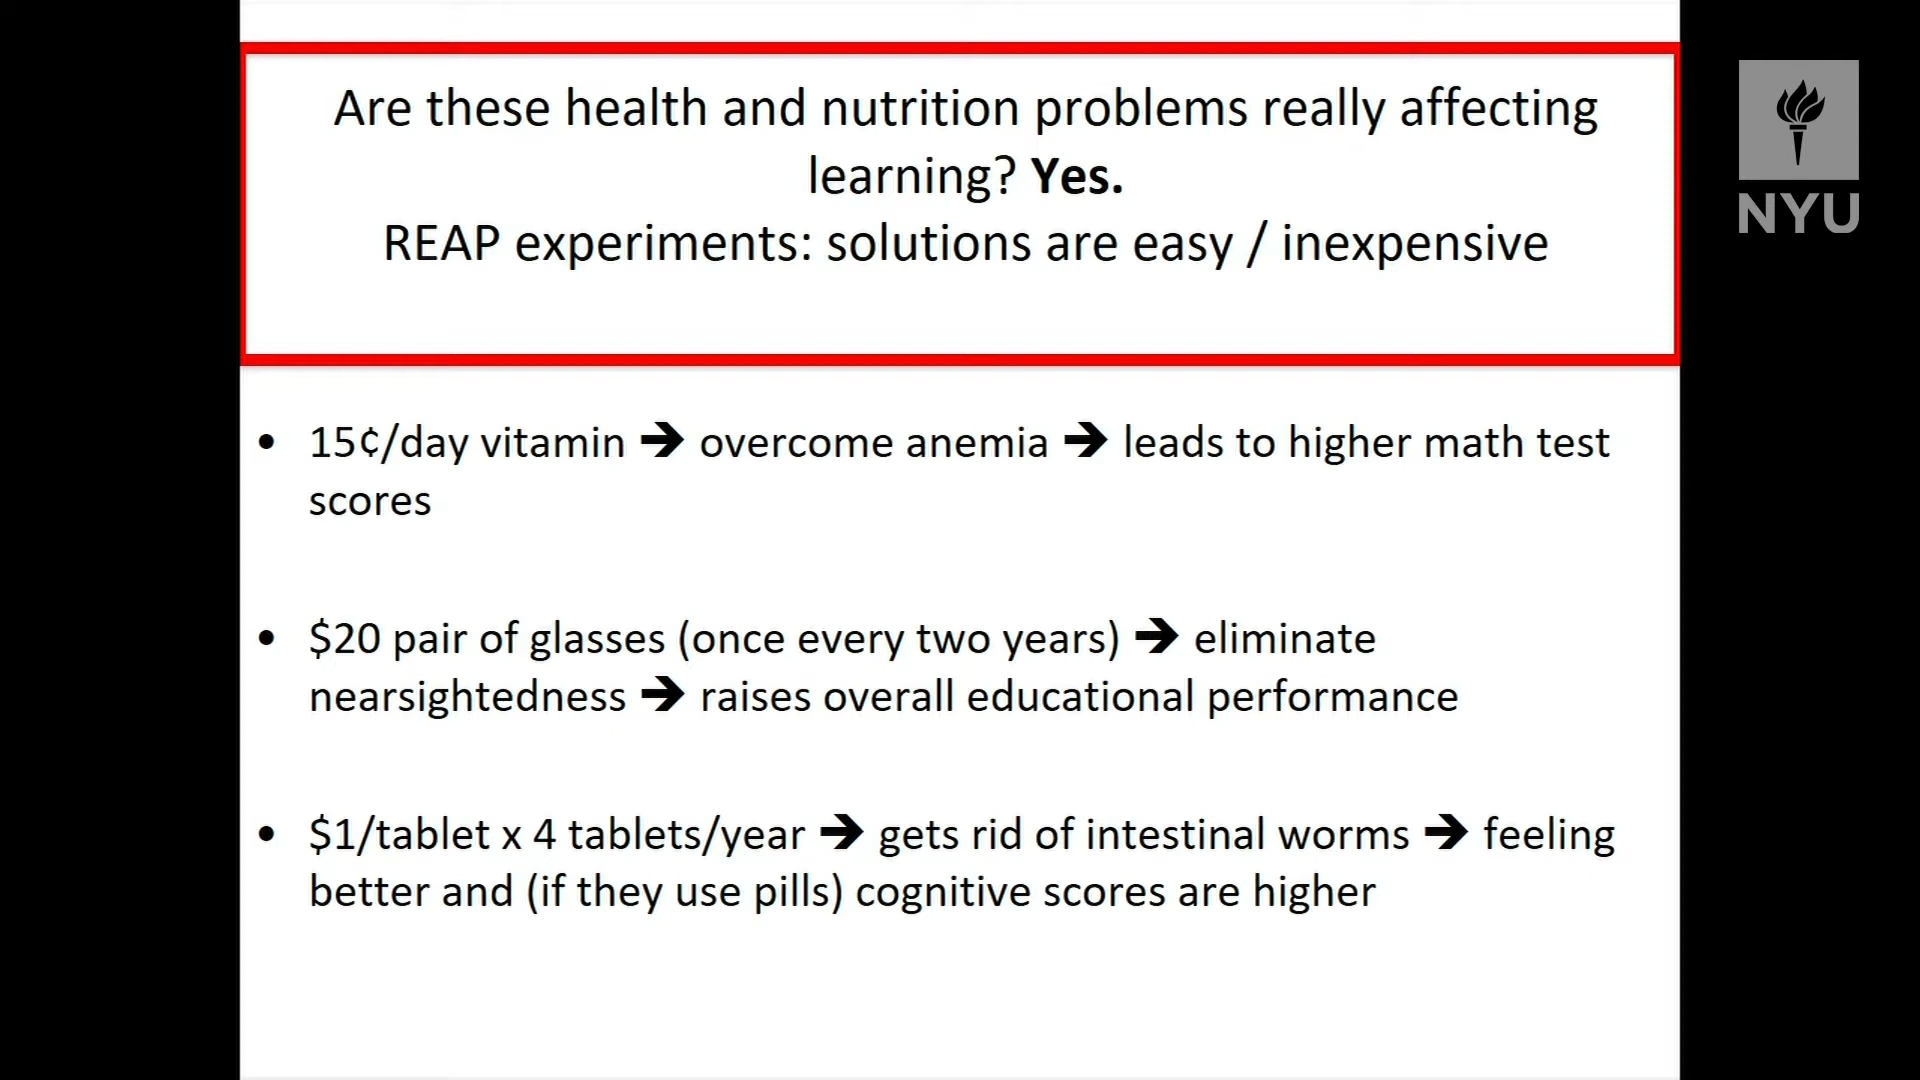 Are these health and nutrition problems really affecting
learning? Yes.
REAP experiments: solutions are easy / inexpensive
NYU
• 15¢/day vitamin ➔ overcome anemia ➔ leads to higher math test
scores
• $20 pair of glasses (once every two years) ➔ eliminate
nearsightedness ➔ raises overall educational performance
• $1/tablet x 4 tablets/year ➔ gets rid of intestinal worms ➔ feeling
better and (if they use pills) cognitive scores are higher